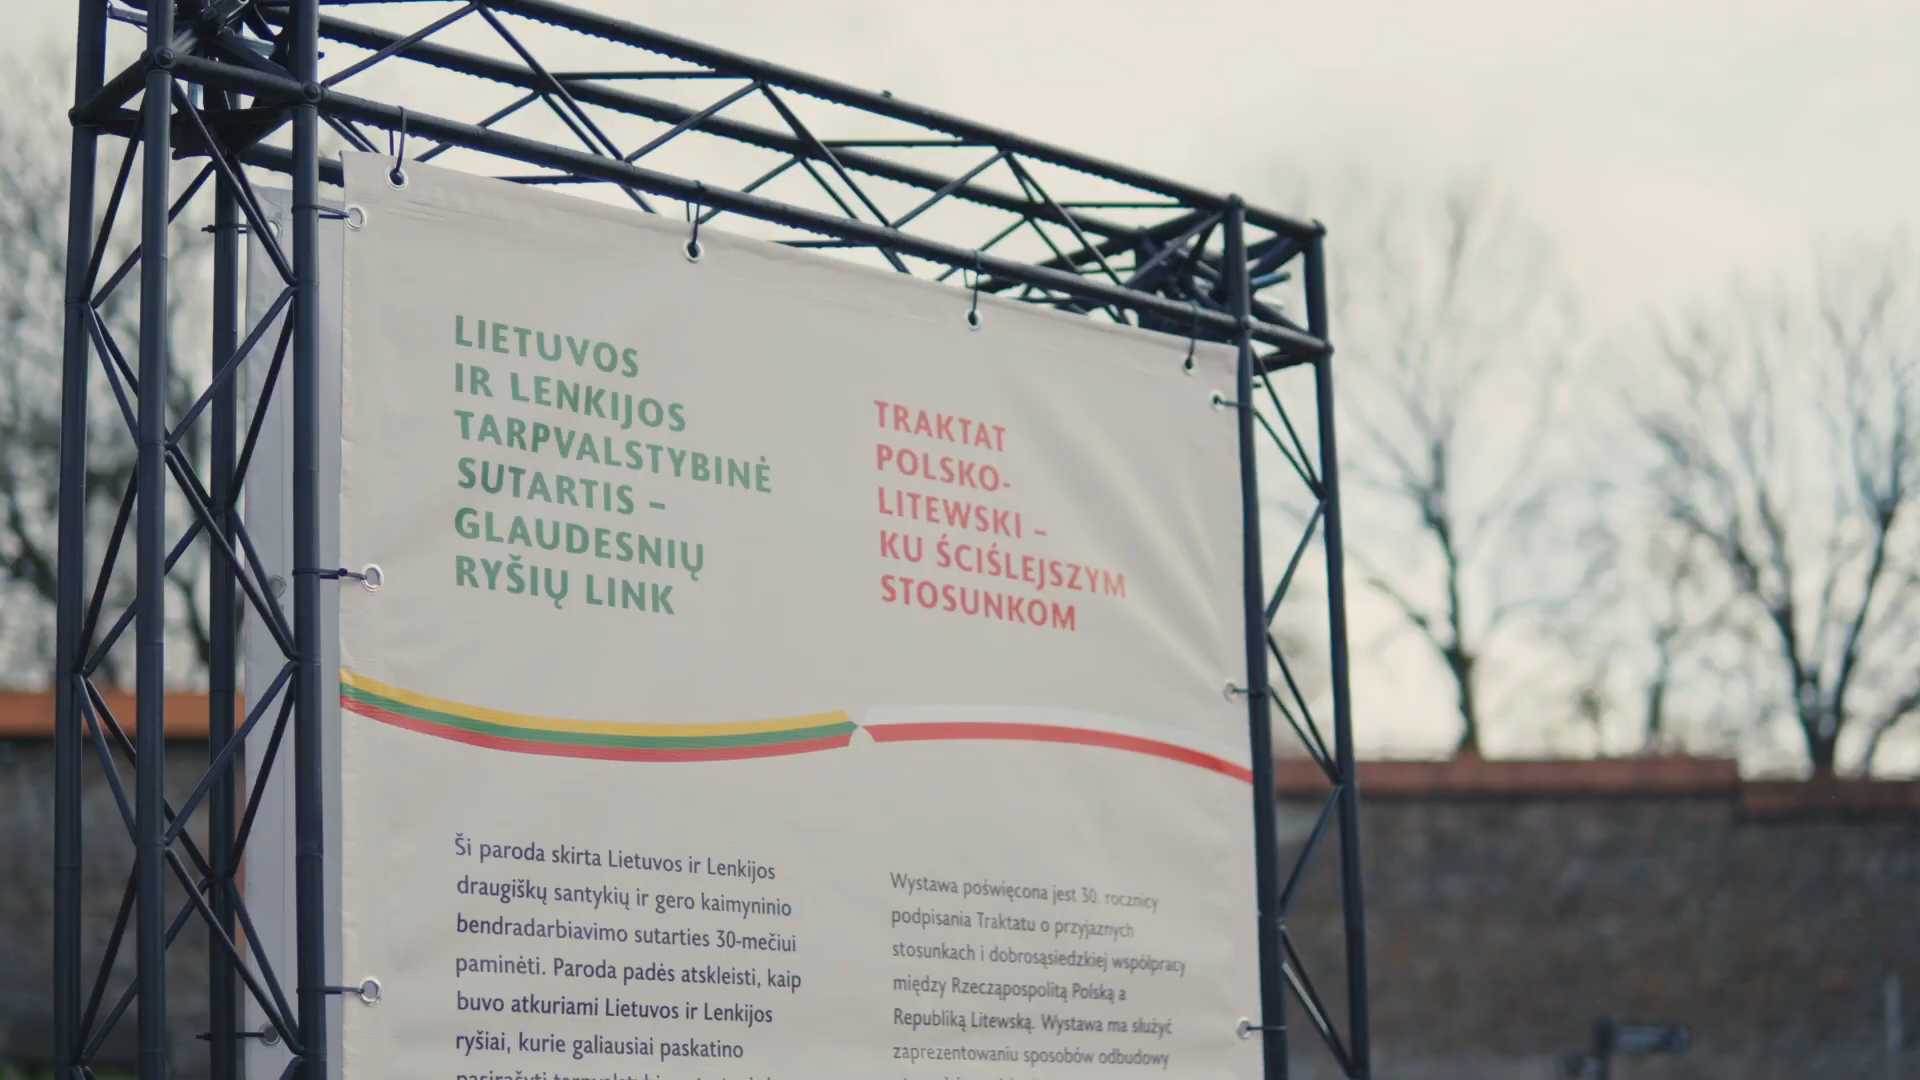 LIETUVOS
IR LENKIJOS
TARPVALSTYBINĖ
SUTARTIS –
GLAUDESNIŲ
RYŠIŲ LINK
TRAKTAT
POLSKO-
LITEWSKI –
KU ŚCIŚLEJSZYM
STOSUNKOM
Ši paroda skirta Lietuvos ir Lenkijos
draugiškų santykių ir gero kaimyninio
bendradarbiavimo sutarties 30-mečiui
paminėti. Paroda padės atskleisti, kaip
buvo atkuriami Lietuvos ir Lenkijos
ryšiai, kurie galiausiai paskatino
Wystawa poświęcona jest 30. rocznicy
podpisania Traktatu o przyjaznych
stosunkach i dobrosąsiedzkiej współpracy
między Rzecząpospolitą Polską a
Republiką Litewską. Wystawa ma służyć
zaprezentowaniu sposobów odbudowy